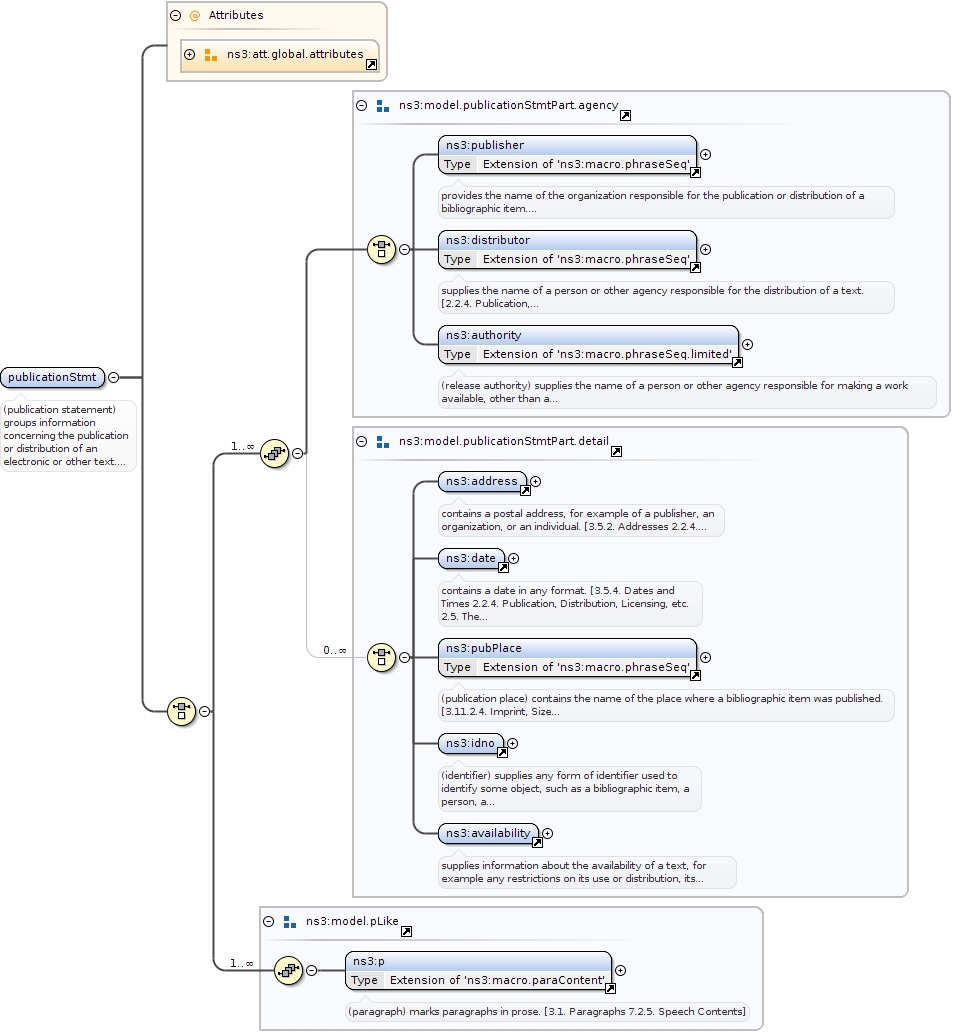 Attributes
ns3:att.global.attributes
ns3:model.publicationStmtPart.agency
ns3:publisher
Type Extension of 'ns3:macro.phraseSeq'
provides the name of the organization responsible for the publication or distribution of a
bibliographic item....
ns3:distributor
Type Extension of 'ns3:macro.phraseSeq'
supplies the name of a person or other agency responsible for the distribution of a text.
[2.2.4. Publication,...
ns3:authority
Type Extension of 'ns3:macro.phraseSeq.limited'
(release authority) supplies the name of a person or other agency responsible for making a work
available, other than a...
publicationStmt
(publication statement)
groups information
concerning the publication
or distribution of an
electronic or other text....
1..∞
ns3:model.publicationStmtPart.detail
ns3:address
contains a postal address, for example of a publisher, an
organization, or an individual. [3.5.2. Addresses 2.2.4....
ns3:date
contains a date in any format. [3.5.4. Dates and
Times 2.2.4. Publication, Distribution, Licensing, etc.
2.5. The...
0..∞
ns3:pubPlace
Type Extension of 'ns3:macro.phraseSeq'
(publication place) contains the name of the place where a bibliographic item was published.
[3.11.2.4. Imprint, Size...
ns3:idno
(identifier) supplies any form of identifier used to
identify some object, such as a bibliographic item, a
person, a...
ns3:availability
supplies information about the availability of a text, for
example any restrictions on its use or distribution, its...
ns3:model.pLike
1..∞
ns3:p
Type Extension of 'ns3:macro.paraContent'
(paragraph) marks paragraphs in prose. [3.1. Paragraphs 7.2.5. Speech Contents]